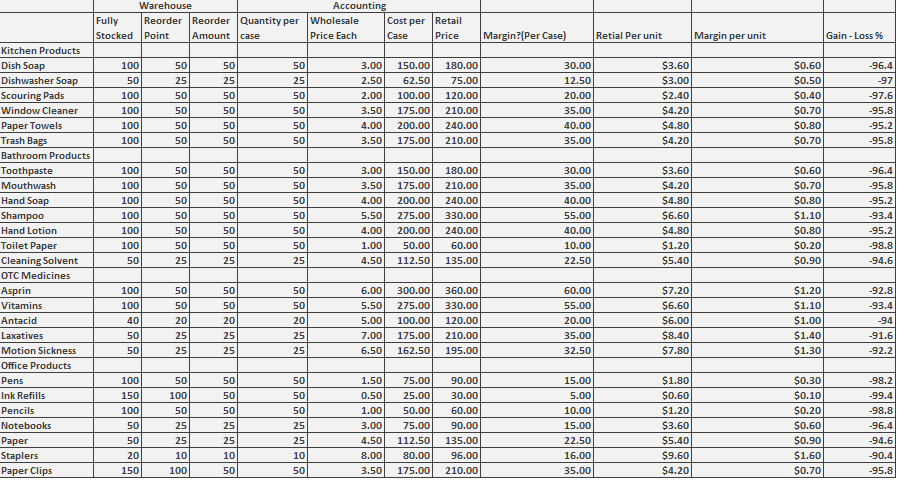 Warehouse Accounting
Fully Reorder Reorder Quantity per Wholesale Cost per Retail
Stocked Point Amount case Price Each Case Price Margin?(Per Case) Retial Per unit Margin per unit Gain - Loss %
Kitchen Products
Dish Soap 100 50 50 50 3.00 150.00 180.00 30.00 $3.60 $0.60 -96.4
Dishwasher Soap 50 25 25 25 2.50 62.50 75.00 12.50 $3.00 $0.50 -97
Scouring Pads 100 50 50 50 2.00 100.00 120.00 20.00 $2.40 $0.40 -97.6
Window Cleaner 100 50 50 50 3.50 175.00 210.00 35.00 $4.20 $0.70 -95.8
Paper Towels 100 50 50 50 4.00 200.00 240.00 40.00 $4.80 $0.80 -95.2
Trash Bags 100 50 50 50 3.50 175.00 210.00 35.00 $4.20 $0.70 -95.8
Bathroom Products
Toothpaste 100 50 50 50 3.00 150.00 180.00 30.00 $3.60 $0.60 -96.4
Mouthwash 100 50 50 50 3.50 175.00 210.00 35.00 $4.20 $0.70 -95.8
Hand Soap 100 50 50 50 4.00 200.00 240.00 40.00 $4.80 $0.80 -95.2
Shampoo 100 50 50 50 5.50 275.00 330.00 55.00 $6.60 $1.10 -93.4
Hand Lotion 100 50 50 50 4.00 200.00 240.00 40.00 $4.80 $0.80 -95.2
Toilet Paper 100 50 50 50 1.00 50.00 60.00 10.00 $1.20 $0.20 -98.8
Cleaning Solvent 50 25 25 25 4.50 112.50 135.00 22.50 $5.40 $0.90 -94.6
OTC Medicines
Asprin 100 50 50 50 6.00 300.00 360.00 60.00 $7.20 $1.20 -92.8
Vitamins 100 50 50 50 5.50 275.00 330.00 55.00 $6.60 $1.10 -93.4
Antacid 40 20 20 20 5.00 100.00 120.00 20.00 $6.00 $1.00 -94
Laxatives 50 25 25 25 7.00 175.00 210.00 35.00 $8.40 $1.40 -91.6
Motion Sickness 50 25 25 25 6.50 162.50 195.00 32.50 $7.80 $1.30 -92.2
Office Products
Pens 100 50 50 50 1.50 75.00 90.00 15.00 $1.80 $0.30 -98.2
Ink Refills 150 100 50 50 0.50 25.00 30.00 5.00 $0.60 $0.10 -99.4
Pencils 100 50 50 50 1.00 50.00 60.00 10.00 $1.20 $0.20 -98.8
Notebooks 50 25 25 25 3.00 75.00 90.00 15.00 $3.60 $0.60 -96.4
Paper 50 25 25 25 4.50 112.50 135.00 22.50 $5.40 $0.90 -94.6
Staplers 20 10 10 10 8.00 80.00 96.00 16.00 $9.60 $1.60 -90.4
Paper Clips 150 100 50 50 3.50 175.00 210.00 35.00 $4.20 $0.70 -95.8